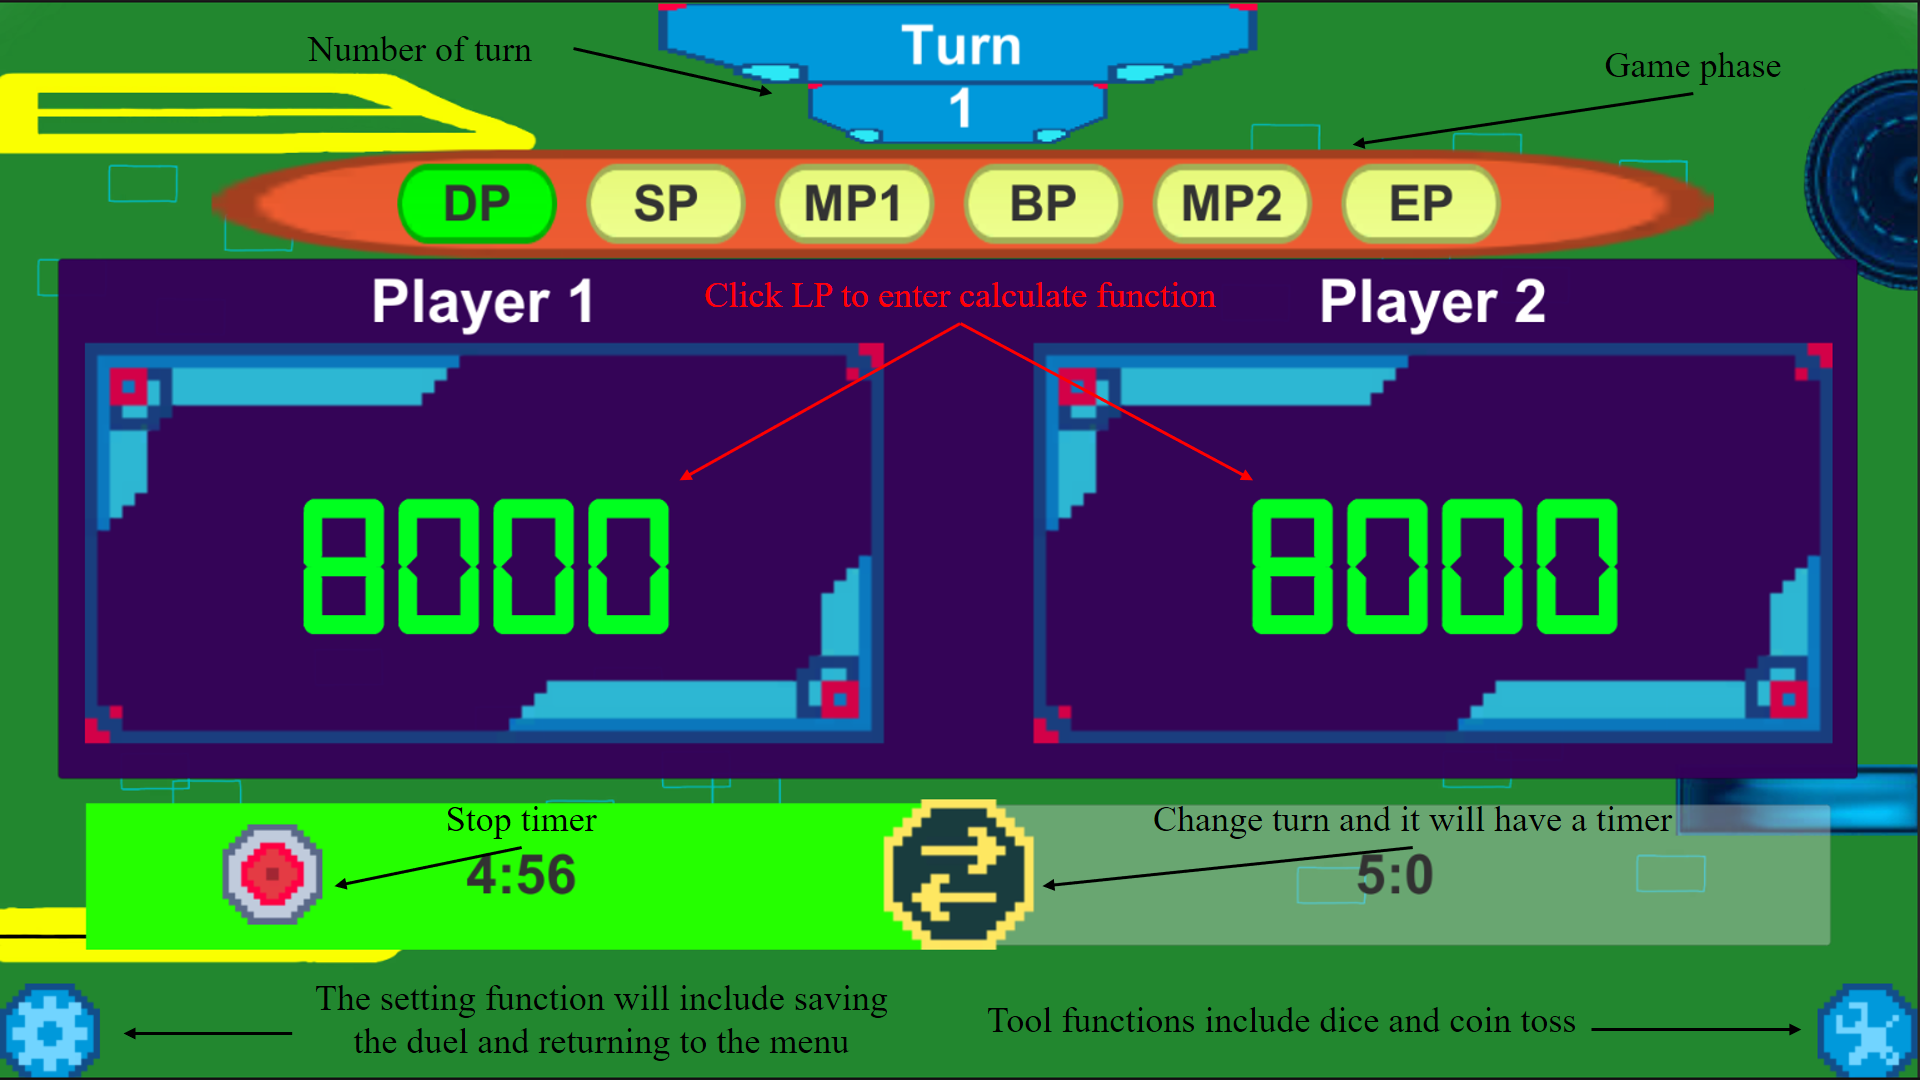 Number of turn
Turn
1
Game phase
DP
SP
MP1
BP
MP2
EP
Player 1
Click LP to enter calculate function
Player 2
8000
8000
Stop timer
4:56
Change turn and it will have a timer
5:0
The setting function will include saving
the duel and returning to the menu
Tool functions include dice and coin toss